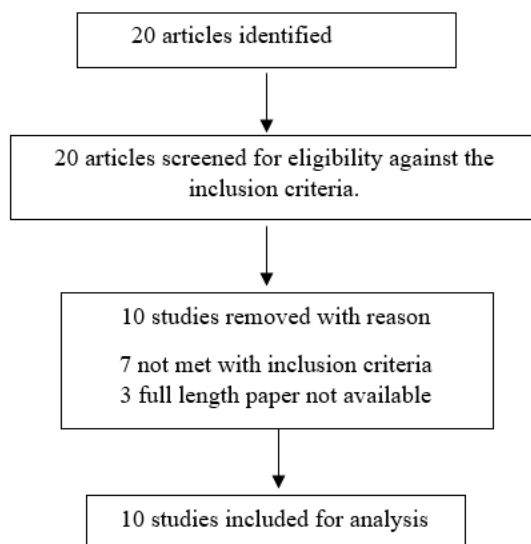 20 articles identified
20 articles screened for eligibility against the
inclusion criteria.
10 studies removed with reason
7 not met with inclusion criteria
3 full length paper not available
10 studies included for analysis